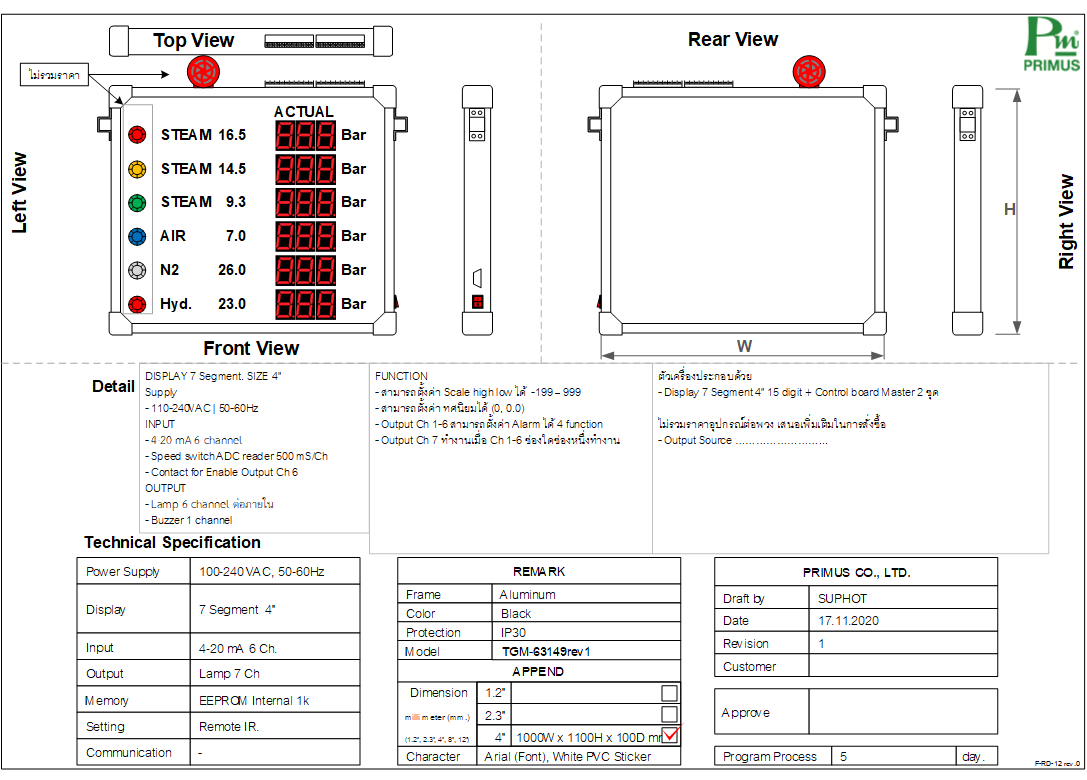 Top View
Rear View
Pm®
PRIMUS
ไม่รวมราคา
ACTUAL
STEAM 16.5 888 Bar
STEAM 14.5 888 Bar
STEAM 9.3 888 Bar
AIR 7.0 888 Bar
N2 26.0 888 Bar
Hyd. 23.0 888 Bar
Left View
Right View
H
W
Front View
Detail
DISPLAY 7 Segment. SIZE 4"
Supply
- 110-240VAC | 50-60Hz
INPUT
- 4-20 mA 6 channel
- Speed switch ADC reader 500 mS/Ch
- Contact for Enable Output Ch 6
OUTPUT
- Lamp 6 channel ต่อภายใน
- Buzzer 1 channel
FUNCTION
- สามารถตั้งค่า Scale high low ได้ -199 – 999
- สามารถตั้งค่า ทศนิยมได้ (0, 0.0)
- Output Ch 1-6 สามารถตั้งค่า Alarm ได้ 4 function
- Output Ch 7 ทำงานเมื่อ Ch 1-6 ช่องใดช่องหนึ่งทำงาน
ตัวเครื่องประกอบด้วย
- Display 7 Segment 4" 15 digit + Control board Master 2 ชุด
ไม่รวมราคาอุปกรณ์ต่อพวง เสนอเพิ่มเติมในการสั่งซื้อ
- Output Source ............................
Technical Specification
Power Supply 100-240VAC, 50-60Hz
Display 7 Segment 4"
Input 4-20 mA 6 Ch.
Output Lamp 7 Ch
Memory EEPROM Internal 1k
Setting Remote IR.
Communication -
REMARK
Frame Aluminum
Color Black
Protection IP30
Model TGM-63149rev1
APPEND
Dimension 1.2"
millimeter (mm.) 2.3"
(1.2", 2.3", 4", 8", 12") 4" 1000W x 1100H x 100D mm
Character Arial (Font), White PVC Sticker
PRIMUS CO., LTD.
Draft by SUPHOT
Date 17.11.2020
Revision 1
Customer
Approve
Program Process 5 day.
F-RD-12 rev.0